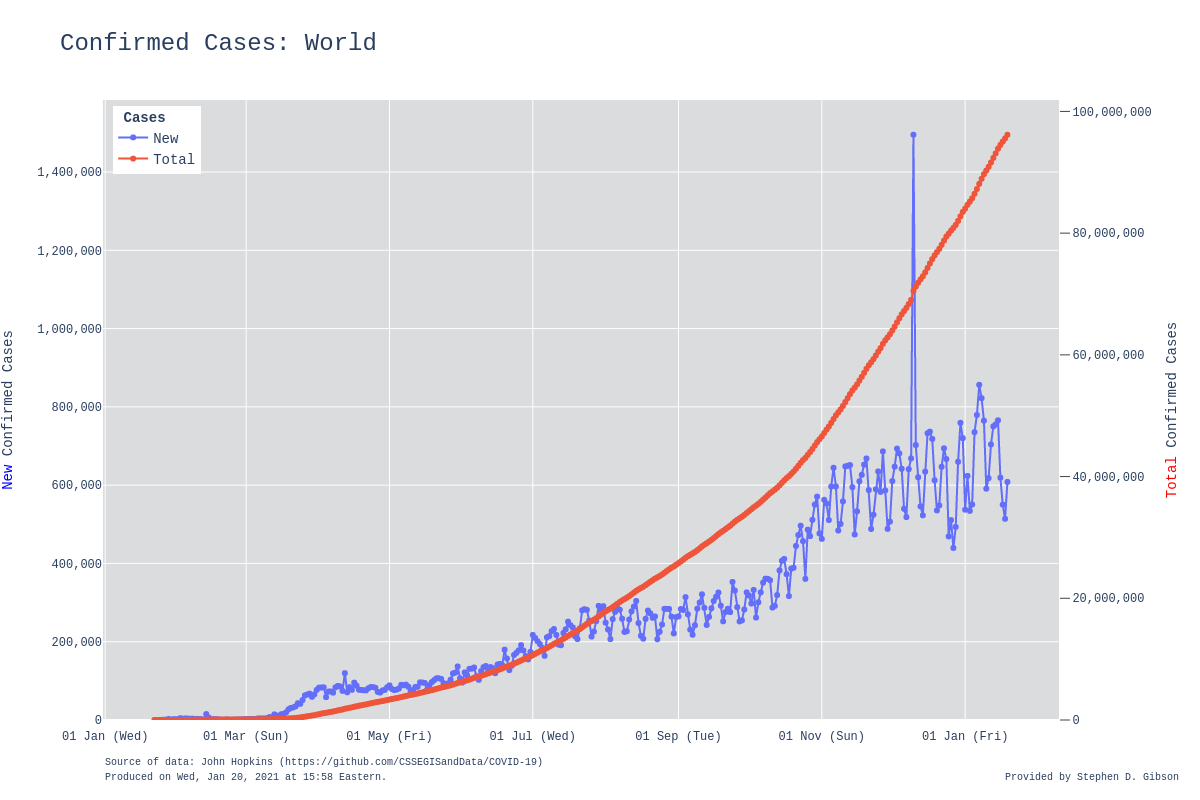 Confirmed Cases: World
Cases
New
Total
1,400,000
1,200,000
1,000,000
800,000
600,000
400,000
200,000
0
New Confirmed Cases
100,000,000
80,000,000
60,000,000
40,000,000
20,000,000
0
Total Confirmed Cases
01 Jan (Wed) 01 Mar (Sun) 01 May (Fri) 01 Jul (Wed) 01 Sep (Tue) 01 Nov (Sun) 01 Jan (Fri)
Source of data: John Hopkins (https://github.com/CSSEGISandData/COVID-19)
Produced on Wed, Jan 20, 2021 at 15:58 Eastern.
Provided by Stephen D. Gibson